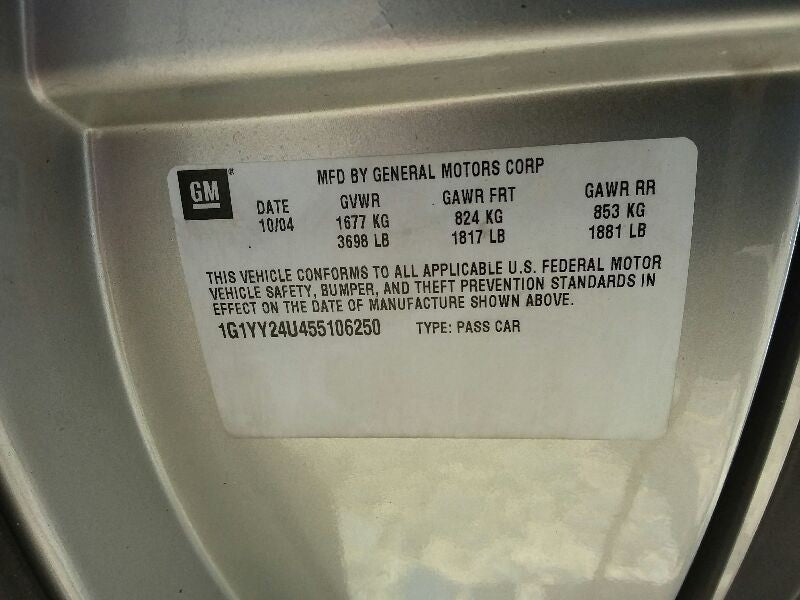 GM
MFD BY GENERAL MOTORS CORP
DATE GVWR GAWR FRT GAWR RR
10/04 1677 KG 824 KG 853 KG
3698 LB 1817 LB 1881 LB
THIS VEHICLE CONFORMS TO ALL APPLICABLE U.S. FEDERAL MOTOR
VEHICLE SAFETY, BUMPER, AND THEFT PREVENTION STANDARDS IN
EFFECT ON THE DATE OF MANUFACTURE SHOWN ABOVE.
1G1YY24U455106250 TYPE: PASS CAR